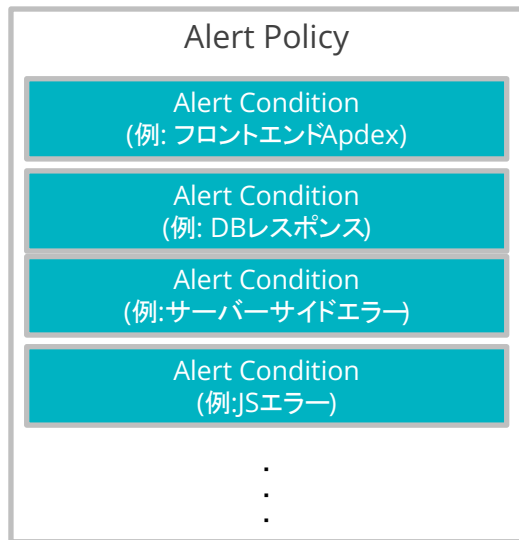 Alert Policy
Alert Condition
(例: フロントエンドApdex)
Alert Condition
(例: DBレスポンス)
Alert Condition
(例:サーバーサイドエラー)
Alert Condition
(例:JSエラー)
.
.
.